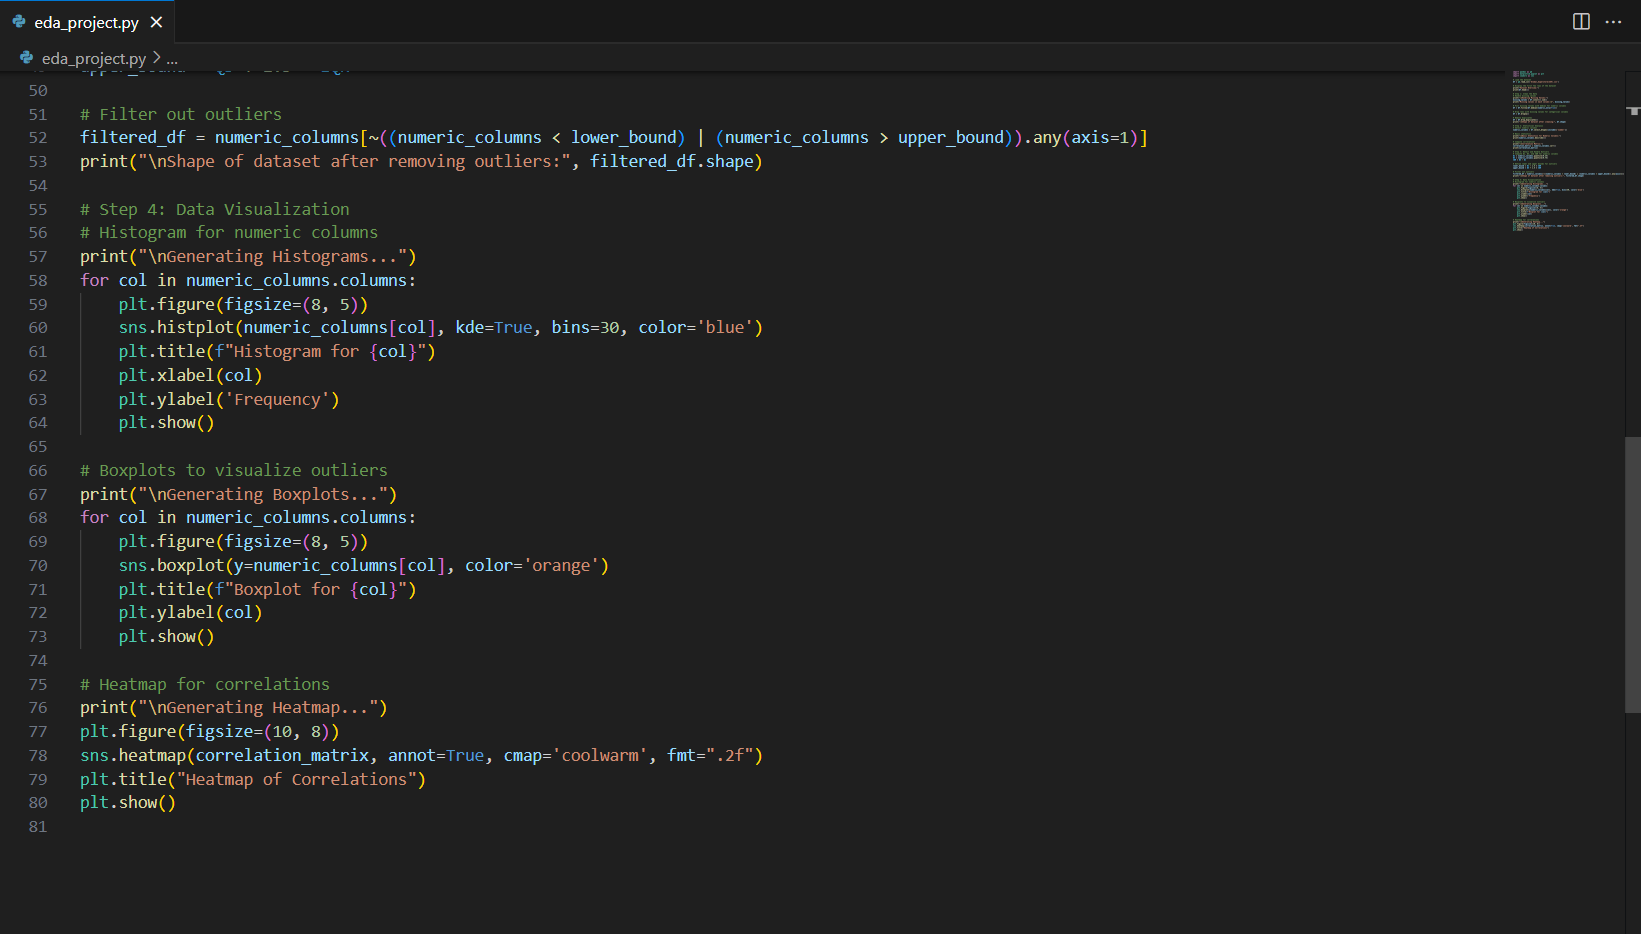 eda_project.py
eda_project.py > ...
50
51 # Filter out outliers
52 filtered_df = numeric_columns[~((numeric_columns < lower_bound) | (numeric_columns > upper_bound)).any(axis=1)]
53 print("\nShape of dataset after removing outliers:", filtered_df.shape)
54
55 # Step 4: Data Visualization
56 # Histogram for numeric columns
57 print("\nGenerating Histograms...")
58 for col in numeric_columns.columns:
59     plt.figure(figsize=(8, 5))
60     sns.histplot(numeric_columns[col], kde=True, bins=30, color='blue')
61     plt.title(f"Histogram for {col}")
62     plt.xlabel(col)
63     plt.ylabel('Frequency')
64     plt.show()
65
66 # Boxplots to visualize outliers
67 print("\nGenerating Boxplots...")
68 for col in numeric_columns.columns:
69     plt.figure(figsize=(8, 5))
70     sns.boxplot(y=numeric_columns[col], color='orange')
71     plt.title(f"Boxplot for {col}")
72     plt.ylabel(col)
73     plt.show()
74
75 # Heatmap for correlations
76 print("\nGenerating Heatmap...")
77 plt.figure(figsize=(10, 8))
78 sns.heatmap(correlation_matrix, annot=True, cmap='coolwarm', fmt=".2f")
79 plt.title("Heatmap of Correlations")
80 plt.show()
81